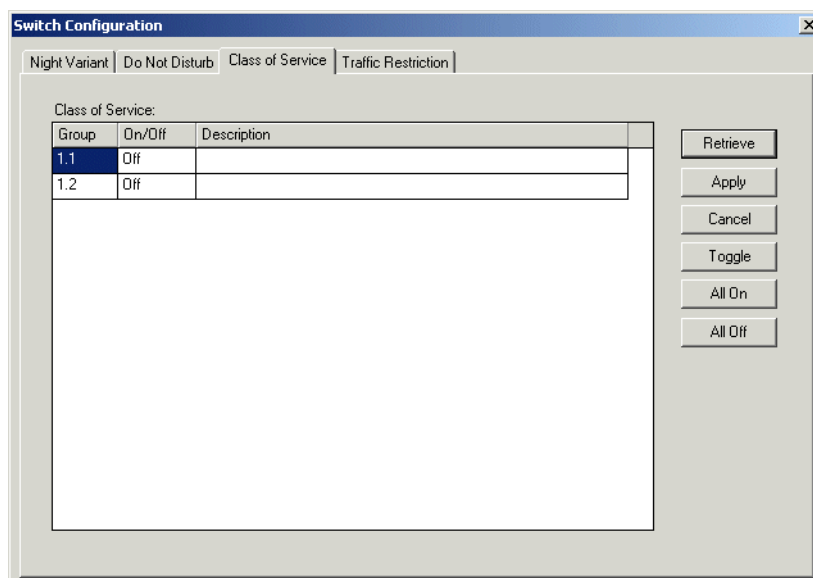 Switch Configuration
Night Variant Do Not Disturb Class of Service Traffic Restriction
Class of Service:
Group On/Off Description
1.1 Off
1.2 Off
Retrieve
Apply
Cancel
Toggle
All On
All Off